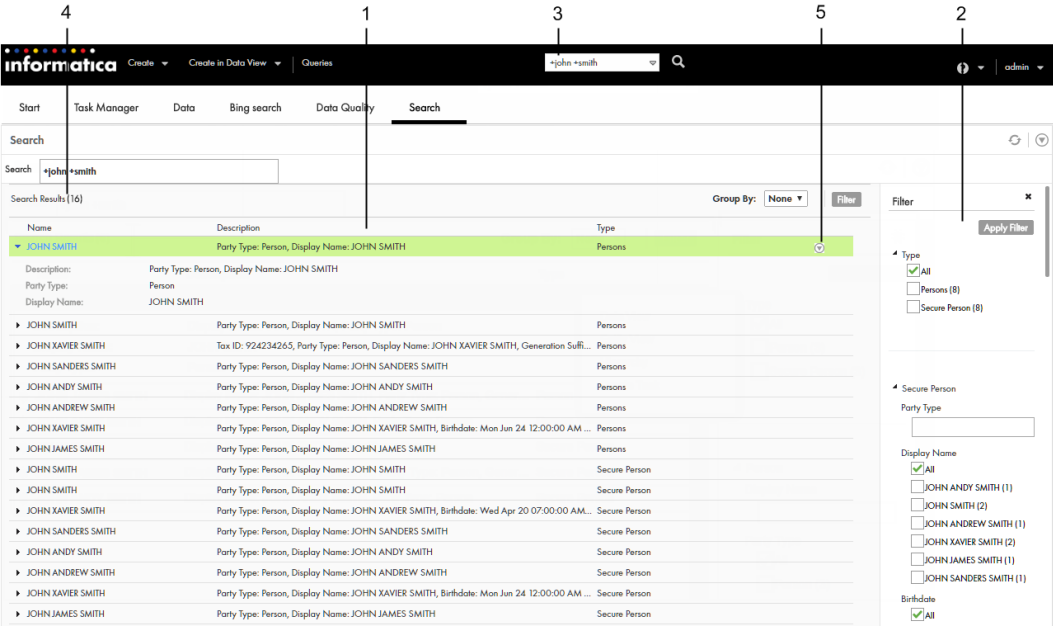 4 1 3 5 2
informatica Create Create in Data View Queries +john +smith admin
Start Task Manager Data Bing search Data Quality Search
Search
Search +john +smith
Search Results (16) Group By: None Filter
Name Description Type
JOHN SMITH Party Type: Person, Display Name: JOHN SMITH Persons
Description: Party Type: Person, Display Name: JOHN SMITH
Party Type: Person
Display Name: JOHN SMITH
JOHN SMITH Party Type: Person, Display Name: JOHN SMITH Persons
JOHN XAVIER SMITH Tax ID: 924234265, Party Type: Person, Display Name: JOHN XAVIER SMITH, Generation Suffi... Persons
JOHN SANDERS SMITH Party Type: Person, Display Name: JOHN SANDERS SMITH Persons
JOHN ANDY SMITH Party Type: Person, Display Name: JOHN ANDY SMITH Persons
JOHN ANDREW SMITH Party Type: Person, Display Name: JOHN ANDREW SMITH Persons
JOHN XAVIER SMITH Party Type: Person, Display Name: JOHN XAVIER SMITH, Birthdate: Mon Jun 24 12:00:00 AM ... Persons
JOHN JAMES SMITH Party Type: Person, Display Name: JOHN JAMES SMITH Persons
JOHN SMITH Party Type: Person, Display Name: JOHN SMITH Secure Person
JOHN SMITH Party Type: Person, Display Name: JOHN SMITH Secure Person
JOHN XAVIER SMITH Party Type: Person, Display Name: JOHN XAVIER SMITH, Birthdate: Wed Apr 20 07:00:00 AM... Secure Person
JOHN SANDERS SMITH Party Type: Person, Display Name: JOHN SANDERS SMITH Secure Person
JOHN ANDY SMITH Party Type: Person, Display Name: JOHN ANDY SMITH Secure Person
JOHN ANDREW SMITH Party Type: Person, Display Name: JOHN ANDREW SMITH Secure Person
JOHN XAVIER SMITH Party Type: Person, Display Name: JOHN XAVIER SMITH, Birthdate: Mon Jun 24 12:00:00 AM ... Secure Person
JOHN JAMES SMITH Party Type: Person, Display Name: JOHN JAMES SMITH Secure Person
Filter
Apply Filter
Type
All
Persons (8)
Secure Person (8)
Secure Person
Party Type
Display Name
All
JOHN ANDY SMITH (1)
JOHN SMITH (2)
JOHN ANDREW SMITH (1)
JOHN XAVIER SMITH (2)
JOHN JAMES SMITH (1)
JOHN SANDERS SMITH (1)
Birthdate
All